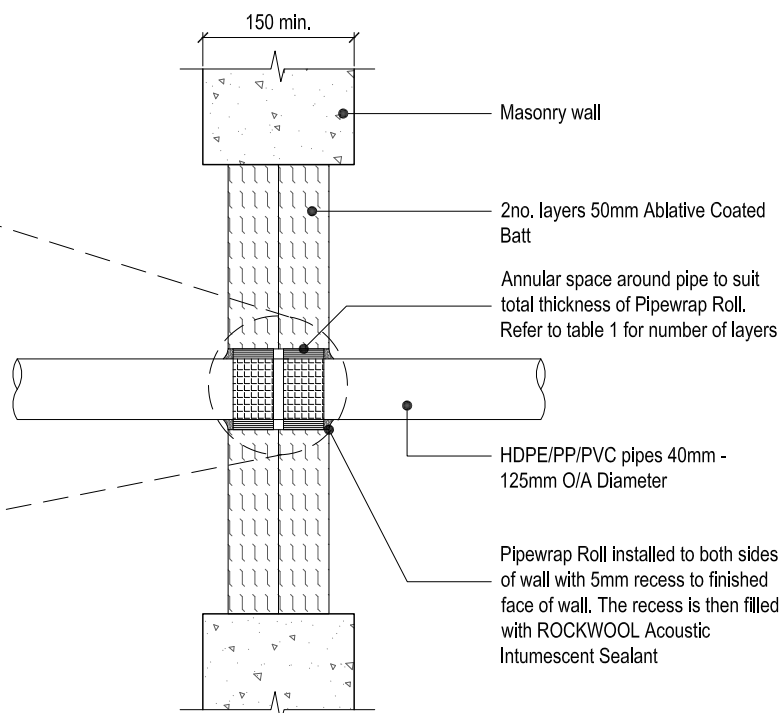 150 min.
Masonry wall
2no. layers 50mm Ablative Coated
Batt
Annular space around pipe to suit
total thickness of Pipewrap Roll.
Refer to table 1 for number of layers
HDPE/PP/PVC pipes 40mm -
125mm O/A Diameter
Pipewrap Roll installed to both sides
of wall with 5mm recess to finished
face of wall. The recess is then filled
with ROCKWOOL Acoustic
Intumescent Sealant